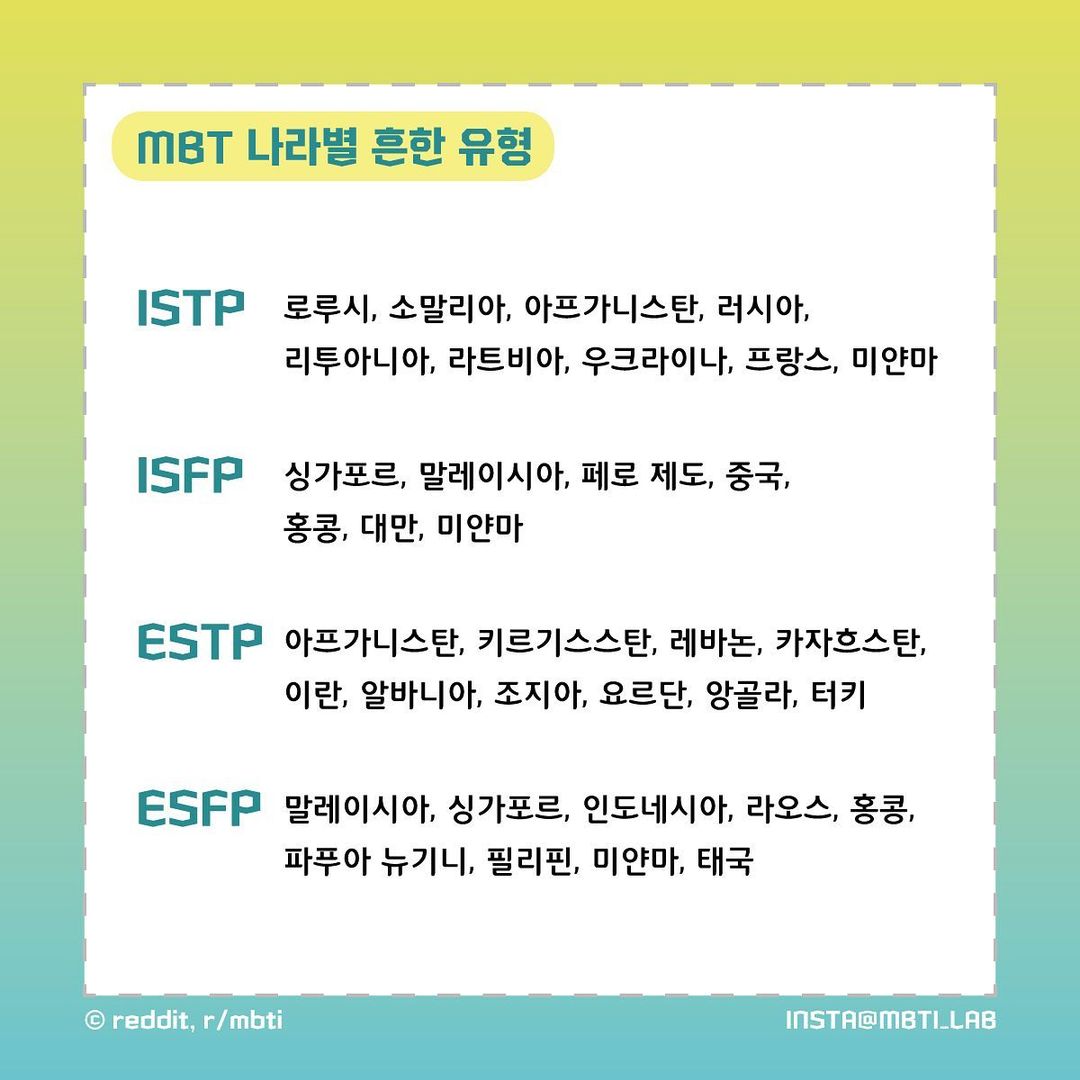 MBT 나라별 흔한 유형
ISTP 로루시, 소말리아, 아프가니스탄, 러시아,
리투아니아, 라트비아, 우크라이나, 프랑스, 미얀마
ISFP 싱가포르, 말레이시아, 페로 제도, 중국,
홍콩, 대만, 미얀마
ESTP 아프가니스탄, 키르기스스탄, 레바논, 카자흐스탄,
이란, 알바니아, 조지아, 요르단, 앙골라, 터키
ESFP 말레이시아, 싱가포르, 인도네시아, 라오스, 홍콩,
파푸아 뉴기니, 필리핀, 미얀마, 태국
© reddit, r/mbti
INSTA@MBTI_LAB